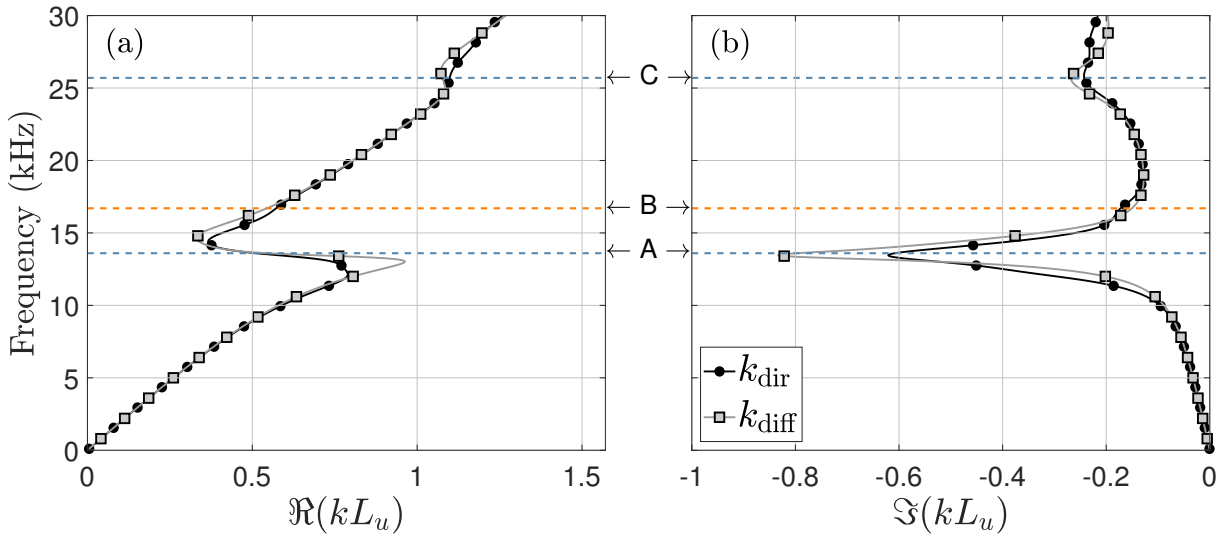 (a)
(b)
30
25
20
15
10
5
0
Frequency (kHz)
← C →
← B →
← A →
k_dir
k_diff
0 0.5 1 1.5
-1 -0.8 -0.6 -0.4 -0.2 0
ℜ(kL_u)
ℑ(kL_u)